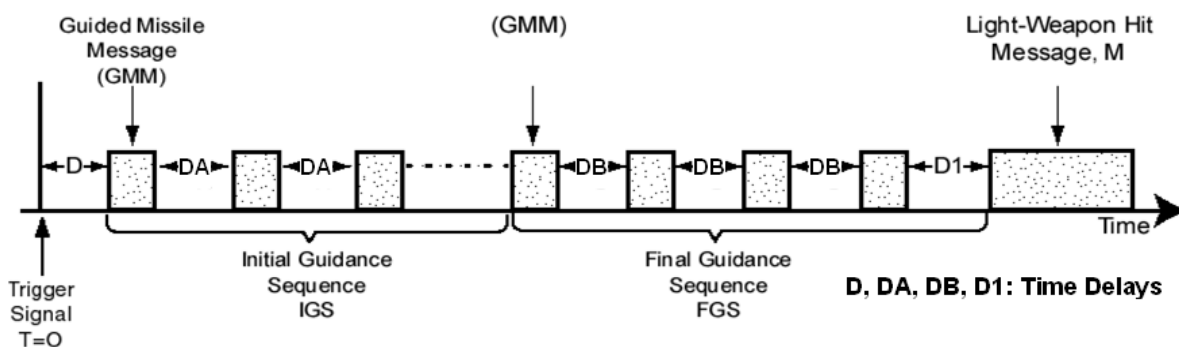 Guided Missile
Message
(GMM)
(GMM)
Light-Weapon Hit
Message, M
D
DA
DA
DB
DB
DB
D1
Time
Initial Guidance
Sequence
IGS
Final Guidance
Sequence
FGS
D, DA, DB, D1: Time Delays
Trigger
Signal
T=O